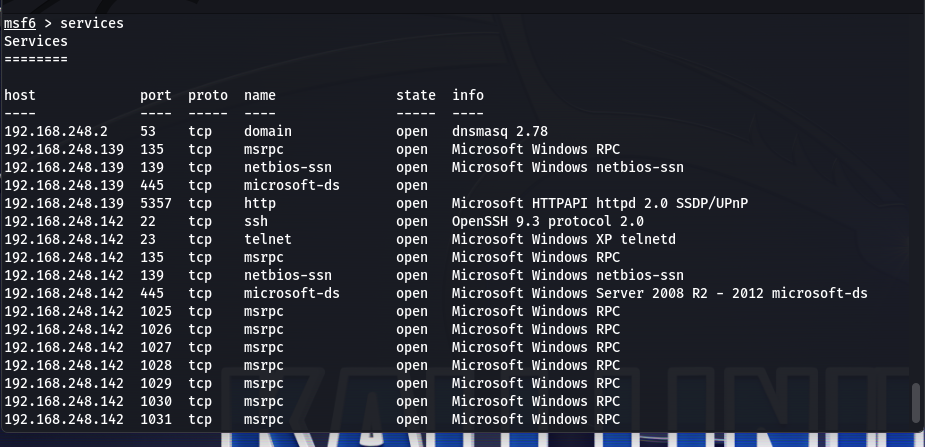 msf6 > services
Services
========
host port proto name state info
---- ---- ----- ---- ----- ----
192.168.248.2 53 tcp domain open dnsmasq 2.78
192.168.248.139 135 tcp msrpc open Microsoft Windows RPC
192.168.248.139 139 tcp netbios-ssn open Microsoft Windows netbios-ssn
192.168.248.139 445 tcp microsoft-ds open
192.168.248.139 5357 tcp http open Microsoft HTTPAPI httpd 2.0 SSDP/UPnP
192.168.248.142 22 tcp ssh open OpenSSH 9.3 protocol 2.0
192.168.248.142 23 tcp telnet open Microsoft Windows XP telnetd
192.168.248.142 135 tcp msrpc open Microsoft Windows RPC
192.168.248.142 139 tcp netbios-ssn open Microsoft Windows netbios-ssn
192.168.248.142 445 tcp microsoft-ds open Microsoft Windows Server 2008 R2 - 2012 microsoft-ds
192.168.248.142 1025 tcp msrpc open Microsoft Windows RPC
192.168.248.142 1026 tcp msrpc open Microsoft Windows RPC
192.168.248.142 1027 tcp msrpc open Microsoft Windows RPC
192.168.248.142 1028 tcp msrpc open Microsoft Windows RPC
192.168.248.142 1029 tcp msrpc open Microsoft Windows RPC
192.168.248.142 1030 tcp msrpc open Microsoft Windows RPC
192.168.248.142 1031 tcp msrpc open Microsoft Windows RPC